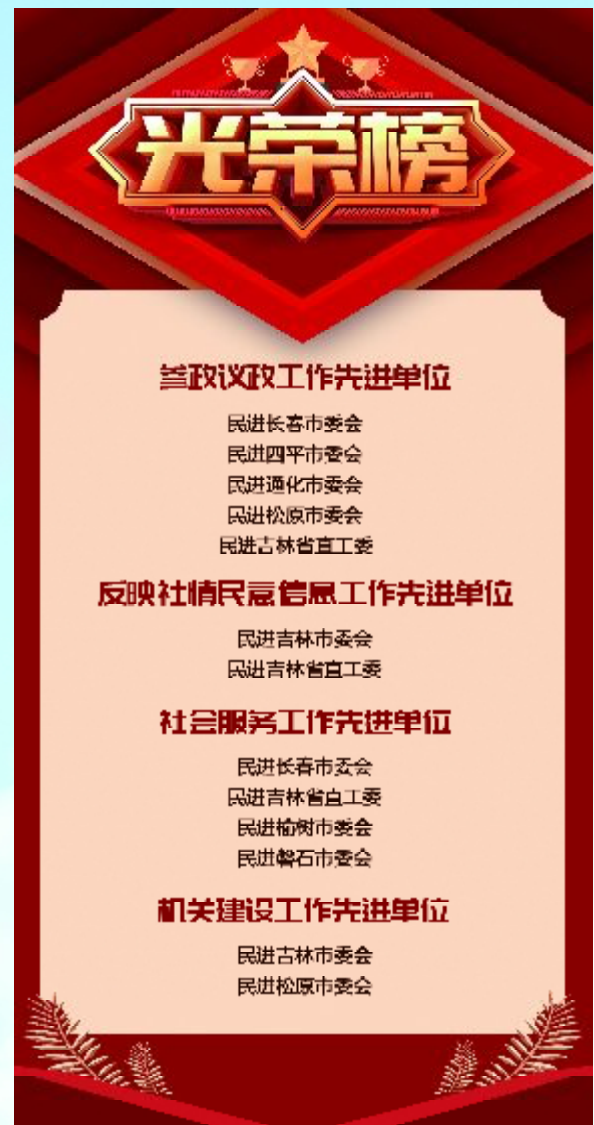 光荣榜
参政议政工作先进单位
民进长春市委会
民进四平市委会
民进通化市委会
民进松原市委会
民进吉林省直工委
反映社情民意信息工作先进单位
民进吉林市委会
民进吉林省直工委
社会服务工作先进单位
民进长春市委会
民进吉林省直工委
民进榆树市委会
民进磐石市委会
机关建设工作先进单位
民进吉林市委会
民进松原市委会